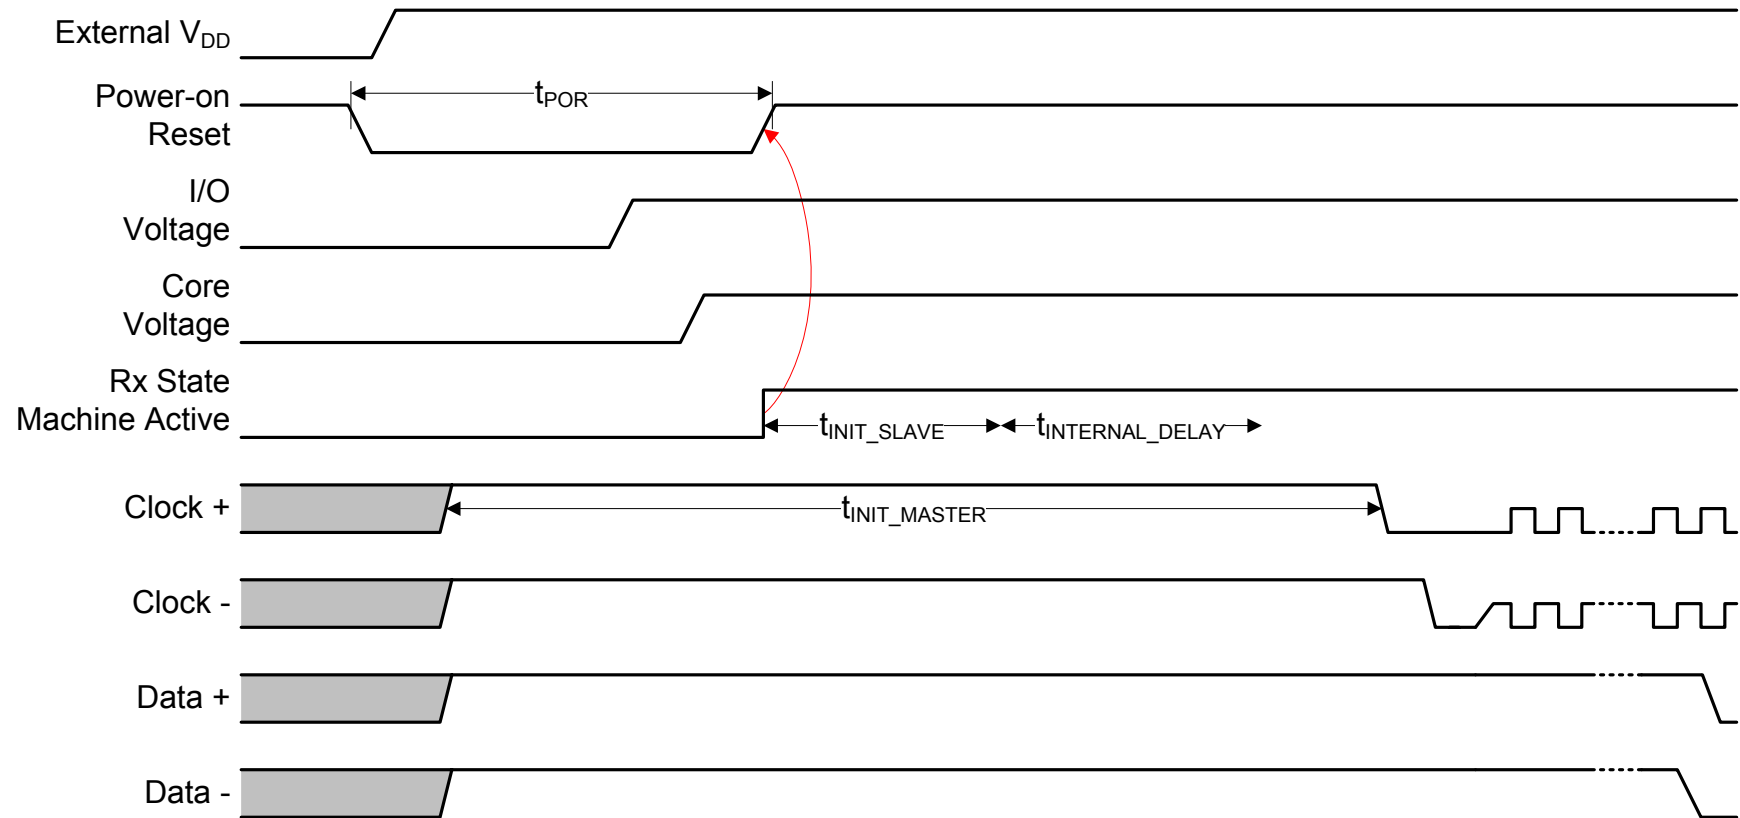 External VDD
Power-on
Reset
tPOR
I/O
Voltage
Core
Voltage
Rx State
Machine Active
tINIT_SLAVE
tINTERNAL_DELAY
Clock +
tINIT_MASTER
Clock -
Data +
Data -